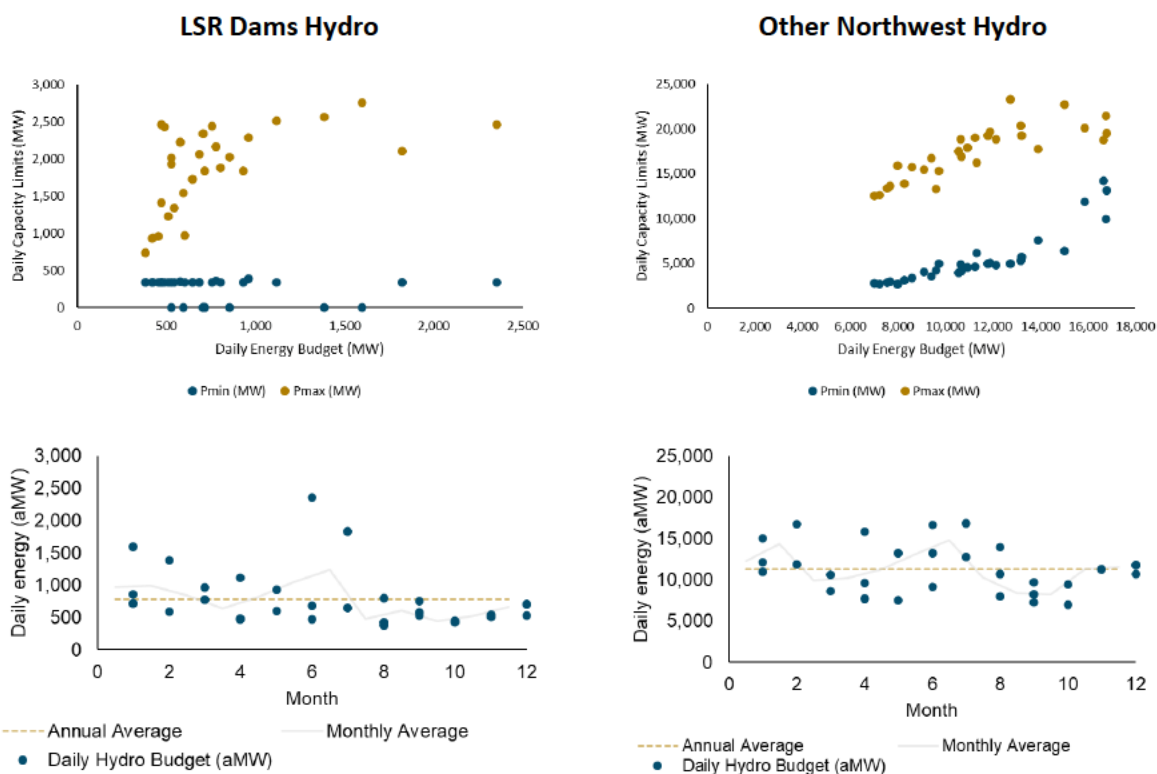 LSR Dams Hydro
Other Northwest Hydro
Daily Capacity Limits (MW)
3,000
2,500
2,000
1,500
1,000
500
0
500
1,000
1,500
2,000
2,500
Daily Energy Budget (MW)
Pmin (MW)
Pmax (MW)
Daily Capacity Limits (MW)
25,000
20,000
15,000
10,000
5,000
0
0
2,000
4,000
6,000
8,000
10,000
12,000
14,000
16,000
18,000
Daily Energy Budget (MW)
Pmin (MW)
Pmax (MW)
Daily energy (aMW)
3,000
2,500
2,000
1,500
1,000
500
0
0
2
4
6
8
10
12
Month
Annual Average
Monthly Average
Daily Hydro Budget (aMW)
Daily energy (aMW)
25,000
20,000
15,000
10,000
5,000
0
0
2
4
6
8
10
12
Month
Annual Average
Monthly Average
Daily Hydro Budget (aMW)